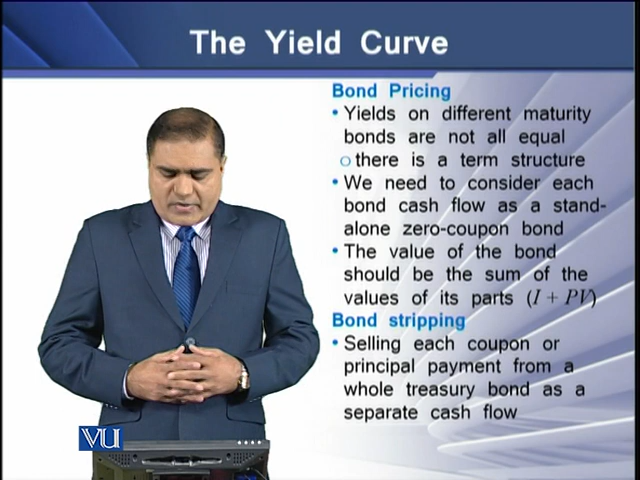 The Yield Curve
Bond Pricing
• Yields on different maturity
bonds are not all equal
o there is a term structure
• We need to consider each
bond cash flow as a stand-
alone zero-coupon bond
• The value of the bond
should be the sum of the
values of its parts (I + PV)
Bond stripping
• Selling each coupon or
principal payment from a
whole treasury bond as a
separate cash flow
VU